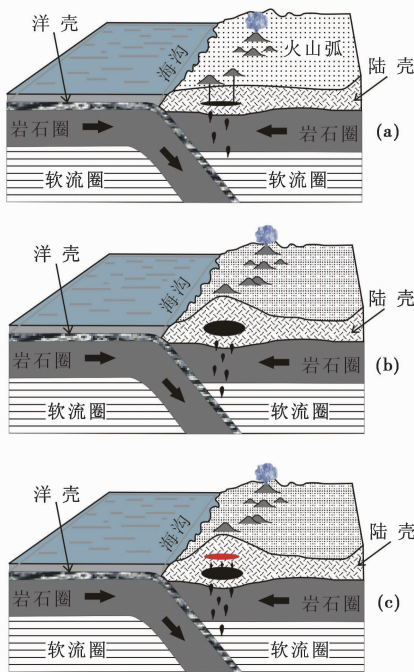 洋 壳
海沟
火山弧
陆 壳
岩石圈
岩石圈
(a)
软流圈
软流圈
洋 壳
海沟
陆 壳
岩石圈
岩石圈
(b)
软流圈
软流圈
洋 壳
海沟
陆 壳
岩石圈
岩石圈
(c)
软流圈
软流圈